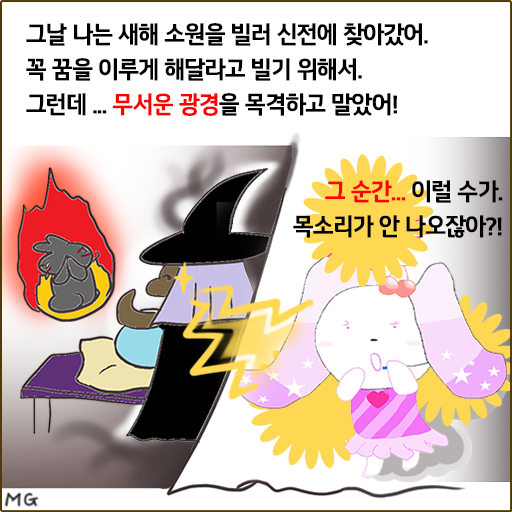 그날 나는 새해 소원을 빌러 신전에 찾아갔어.
꼭 꿈을 이루게 해달라고 빌기 위해서.
그런데 ... 무서운 광경을 목격하고 말았어!
그 순간... 이럴 수가.
목소리가 안 나오잖아?!
MG